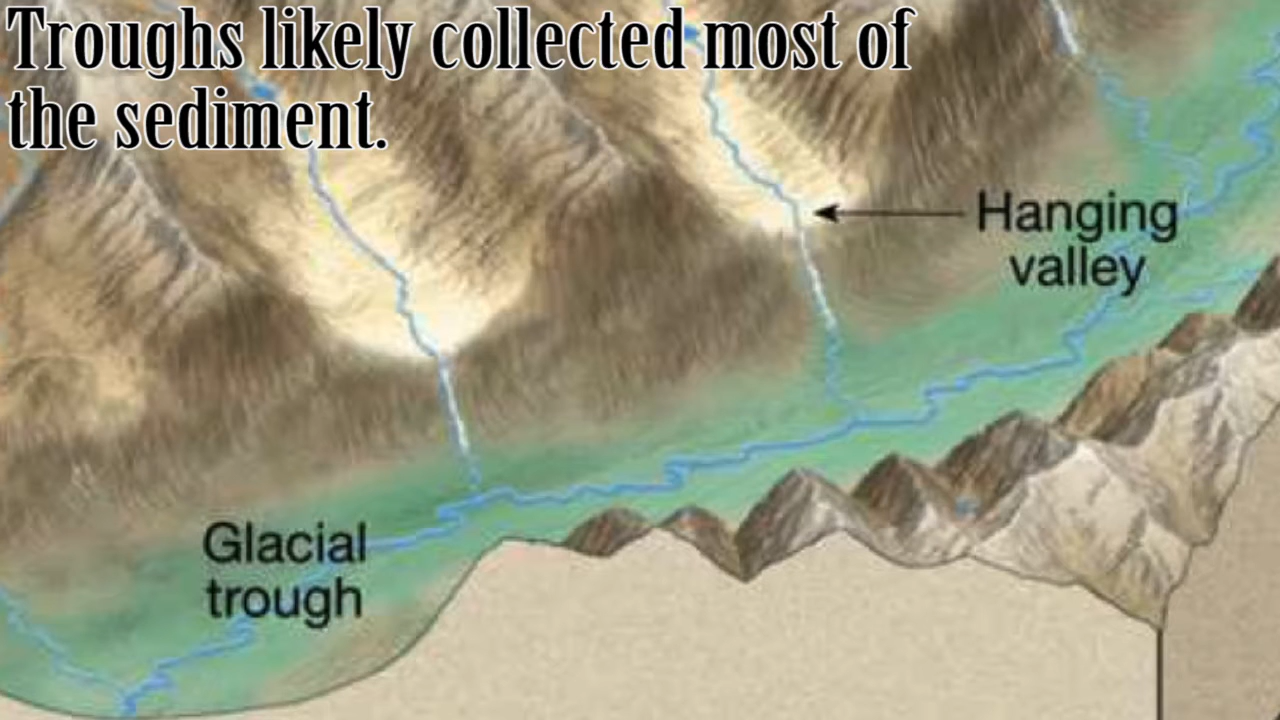 Troughs likely collected most of
the sediment.
Hanging
valley
Glacial
trough